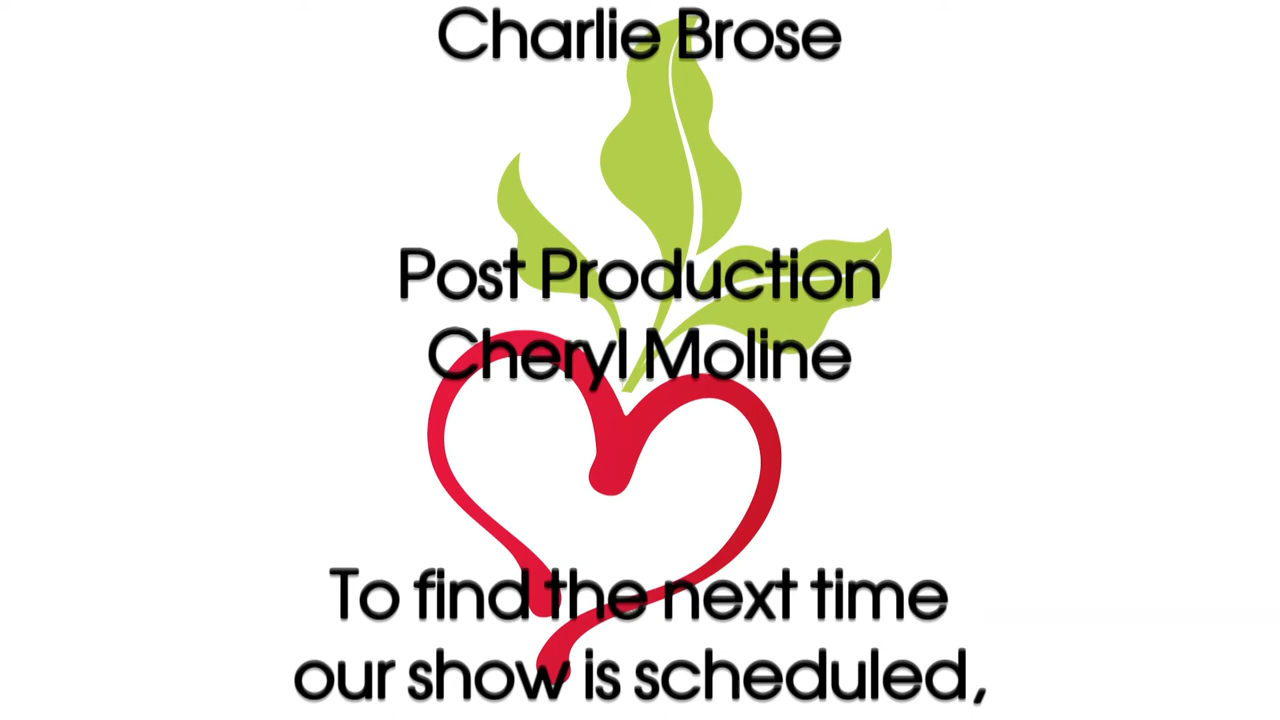 Charlie Brose
Post Production
Cheryl Moline
To find the next time
our show is scheduled,